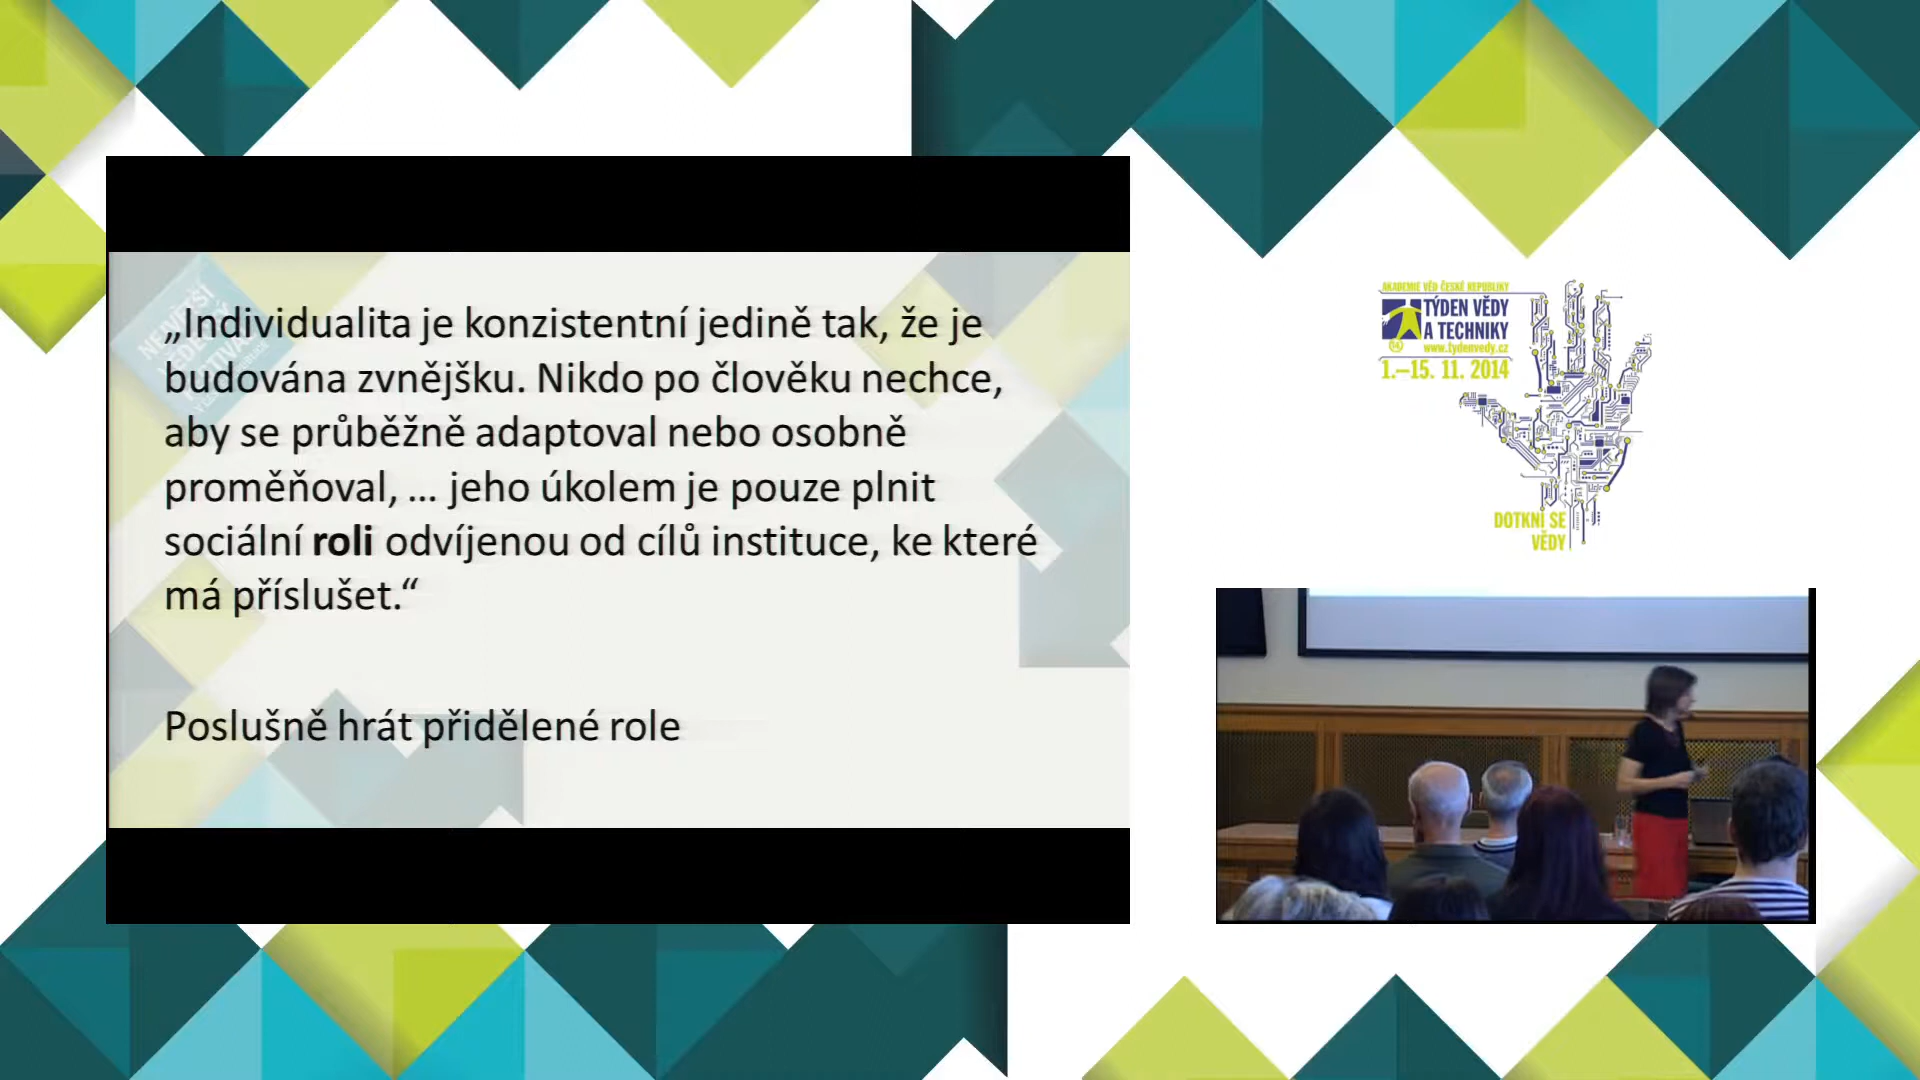 „Individualita je konzistentní jedině tak, že je
budována zvnějšku. Nikdo po člověku nechce,
aby se průběžně adaptoval nebo osobně
proměňoval, … jeho úkolem je pouze plnit
sociální roli odvíjenou od cílů instituce, ke které
má příslušet.“
Poslušně hrát přidělené role
AKADEMIE VĚD ČESKÉ REPUBLIKY
TÝDEN VĚDY
A TECHNIKY
www.tydenvedy.cz
1.–15. 11. 2014
DOTKNI SE
VĚDY